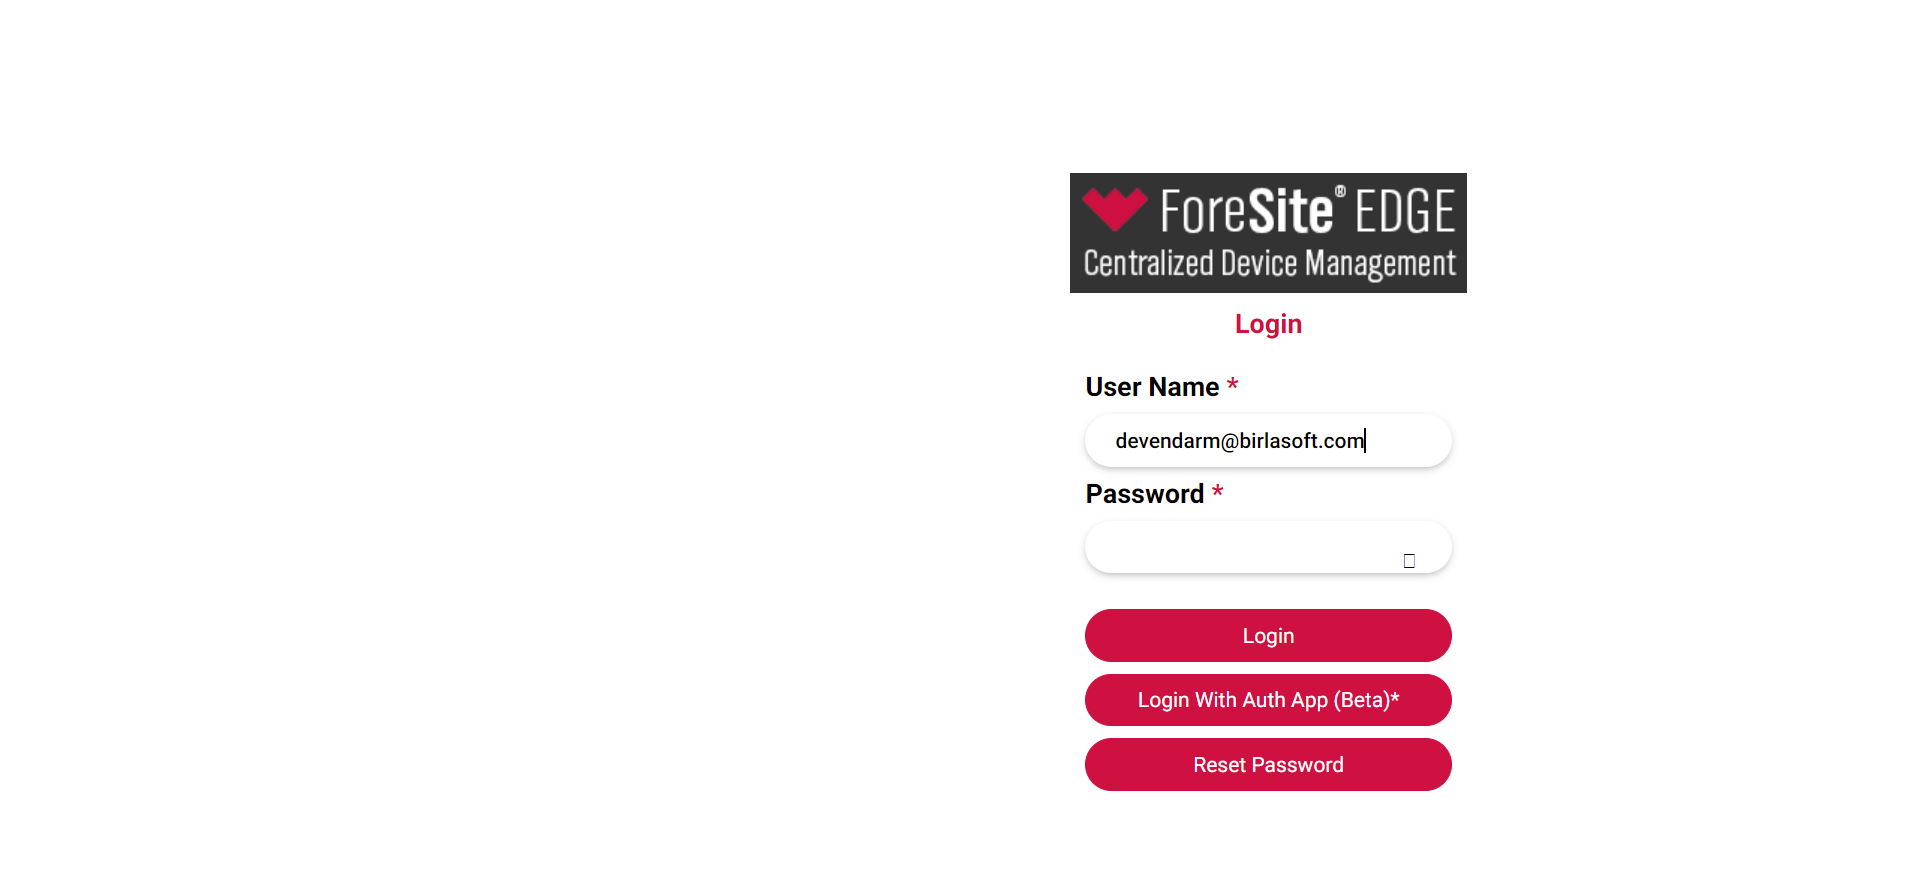 ForeSite® EDGE
Centralized Device Management
Login
User Name *
devendarm@birlasoft.com
Password *
Login
Login With Auth App (Beta)*
Reset Password